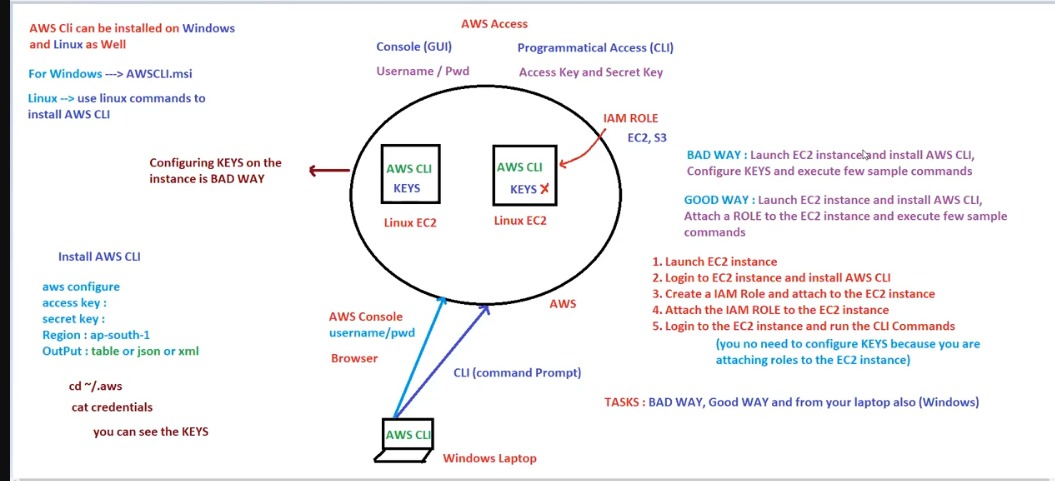 AWS Access
AWS Cli can be installed on Windows
and Linux as Well
For Windows ---> AWSCLI.msi
Linux --> use linux commands to
install AWS CLI
Console (GUI)
Username / Pwd
Programmatical Access (CLI)
Access Key and Secret Key
IAM ROLE
EC2, S3
Configuring KEYS on the
instance is BAD WAY
AWS CLI
KEYS
Linux EC2
AWS CLI
KEYS X
Linux EC2
AWS
BAD WAY : Launch EC2 instance and install AWS CLI,
Configure KEYS and execute few sample
commands
GOOD WAY : Launch EC2 instance and install AWS CLI,
Attach a ROLE to the EC2 instance and execute few sample
commands
1. Launch EC2 instance
2. Login to EC2 instance and install AWS CLI
3. Create a IAM Role and attach to the EC2 instance
4. Attach the IAM ROLE to the EC2 instance
5. Login to the EC2 instance and run the CLI Commands
(you no need to configure KEYS because you are
attaching roles to the EC2 instance)
Install AWS CLI
aws configure
access key :
secret key :
Region : ap-south-1
OutPut : table or json or xml
cd ~/.aws
cat credentials
you can see the KEYS
AWS Console
username/pwd
Browser
CLI (command Prompt)
AWS CLI
Windows Laptop
TASKS : BAD WAY, Good WAY and from your laptop also (Windows)